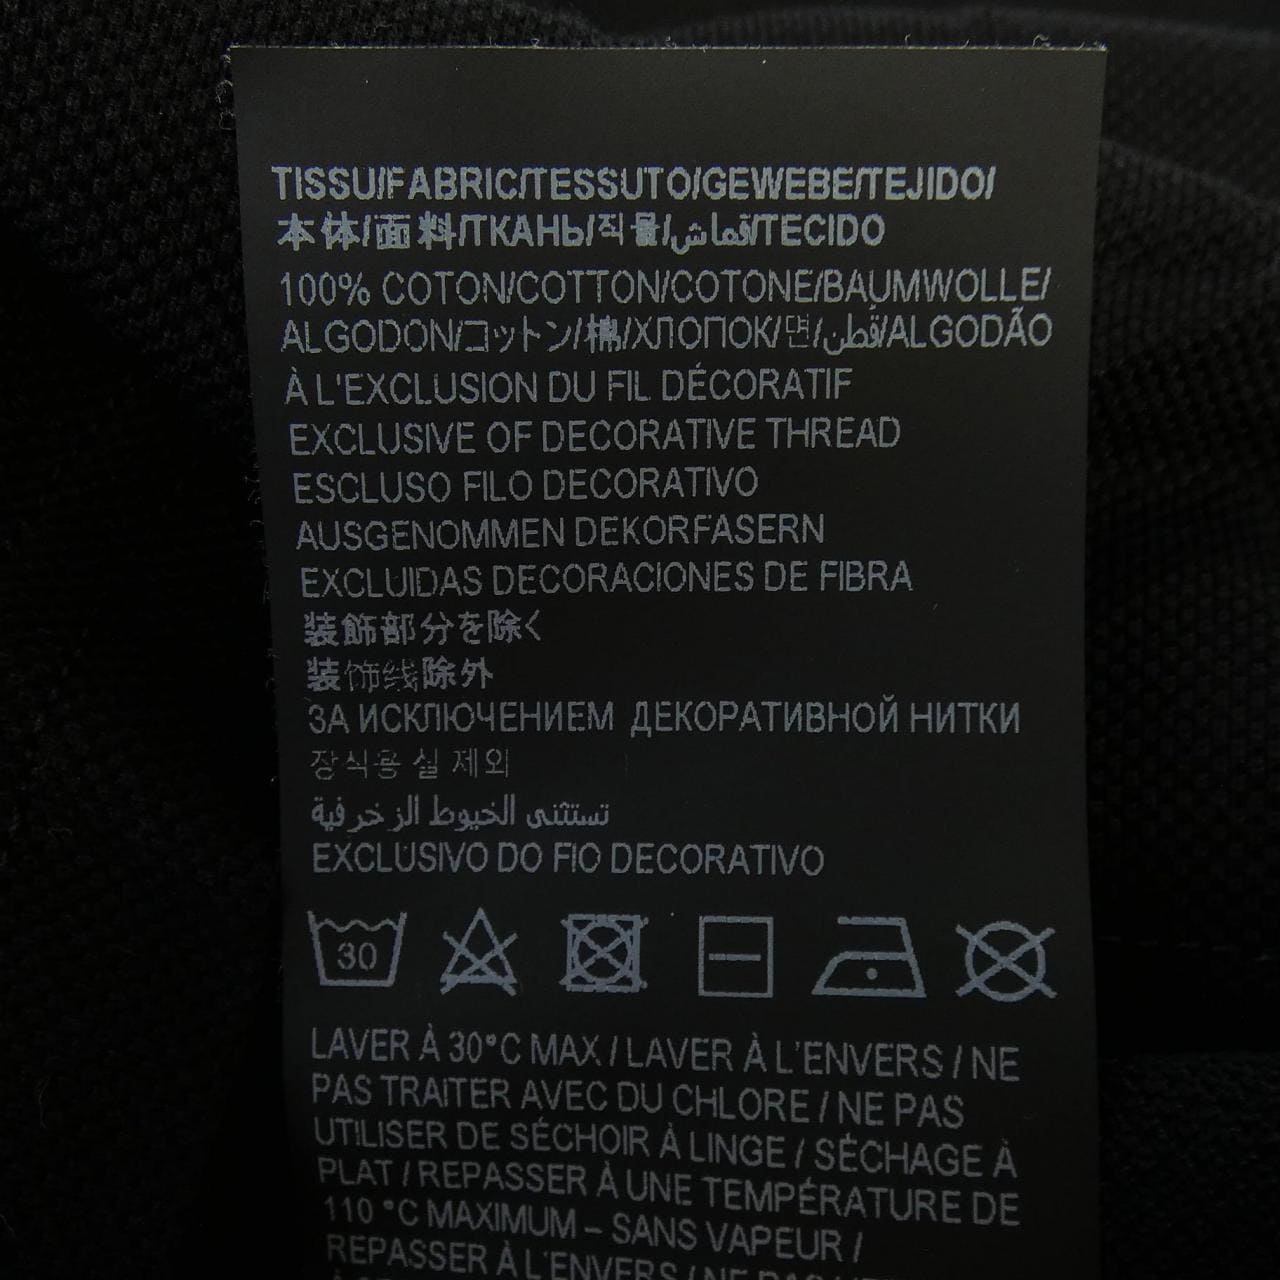 TISSU/FABRIC/TESSUTO/GEWEBE/TEJIDO/
本体/面料/ТКАНЬ/직물/قماش/TECIDO
100% COTON/COTTON/COTONE/BAUMWOLLE/
ALGODON/コットン/棉/ХЛОПОК/면/قُطن/ALGODÃO
À L'EXCLUSION DU FIL DÉCORATIF
EXCLUSIVE OF DECORATIVE THREAD
ESCLUSO FILO DECORATIVO
AUSGENOMMEN DEKORFASERN
EXCLUIDAS DECORACIONES DE FIBRA
装飾部分を除く
装饰线除外
ЗА ИСКЛЮЧЕНИЕМ ДЕКОРАТИВНОЙ НИТКИ
장식용 실 제외
تستثنى الخيوط الزخرفية
EXCLUSIVO DO FIO DECORATIVO
30
LAVER À 30°C MAX / LAVER À L'ENVERS / NE
PAS TRAITER AVEC DU CHLORE / NE PAS
UTILISER DE SÉCHOIR À LINGE / SÉCHAGE À
PLAT / REPASSER À UNE TEMPÉRATURE DE
110 °C MAXIMUM – SANS VAPEUR /
REPASSER À L'ENVERS / NE PAS